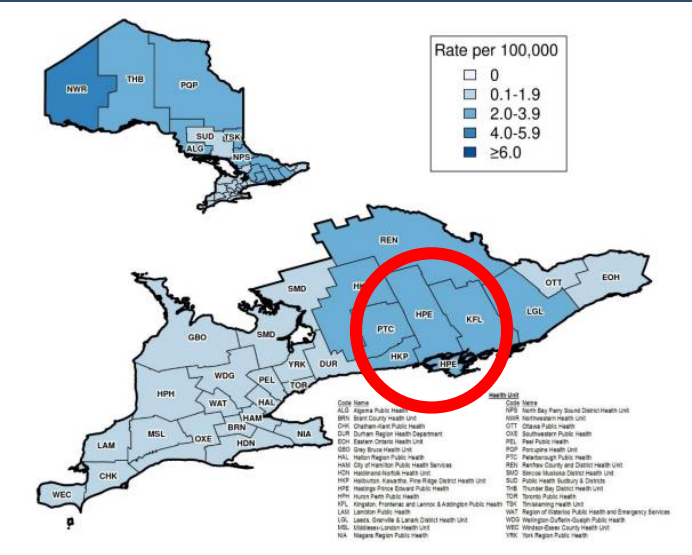 Rate per 100,000
0
0.1-1.9
2.0-3.9
4.0-5.9
≥6.0
NWR
THB
PQP
SUD
TSK
ALG
NPS
REN
SMD
OTT
EOH
HPE
KFL
LGL
PTC
HKP
HPE
GBO
SMD
YRK
DUR
WDG
PEL
TOR
HPH
WAT
HAL
HAM
BRN
MSL
OXE
HDN
NIA
LAM
CHK
WEC
Health Unit
Code Name
ALG Algoma Public Health
BRN Brant County Health Unit
CHK Chatham-Kent Public Health
DUR Durham Region Health Department
EOH Eastern Ontario Health Unit
GBO Grey Bruce Health Unit
HAL Halton Region Public Health
HAM City of Hamilton Public Health Services
HDN Haldimand-Norfolk Health Unit
HKP Haliburton, Kawartha, Pine Ridge District Health Unit
HPE Hastings Prince Edward Public Health
HPH Huron Perth Public Health
KFL Kingston, Frontenac and Lennox & Addington Public Health
LAM Lambton Public Health
LGL Leeds, Grenville & Lanark District Health Unit
MSL Middlesex-London Health Unit
NIA Niagara Region Public Health
Code Name
NPS North Bay Parry Sound District Health Unit
NWR Northwestern Health Unit
OTT Ottawa Public Health
OXE Southwestern Public Health
PEL Peel Public Health
PQP Porcupine Health Unit
PTC Peterborough Public Health
REN Renfrew County and District Health Unit
SMD Simcoe Muskoka District Health Unit
SUD Public Health Sudbury & Districts
THB Thunder Bay District Health Unit
TOR Toronto Public Health
TSK Timiskaming Health Unit
WAT Region of Waterloo Public Health and Emergency Services
WDG Wellington-Dufferin-Guelph Public Health
WEC Windsor-Essex County Health Unit
YRK York Region Public Health